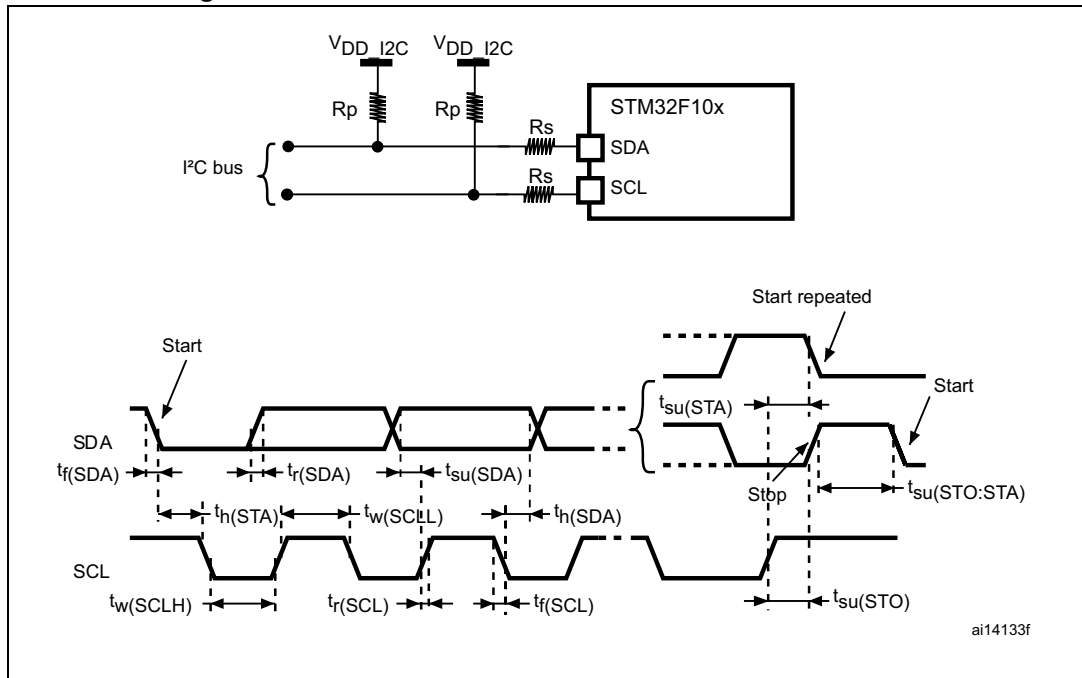 VDD_I2C VDD_I2C
Rp Rp
STM32F10x
Rs
SDA
I²C bus
Rs
SCL
Start repeated
Start
Start
tsu(STA)
SDA
tf(SDA) tr(SDA) tsu(SDA)
Stop
tsu(STO:STA)
th(STA) tw(SCLL) th(SDA)
SCL
tw(SCLH) tr(SCL) tf(SCL) tsu(STO)
ai14133f